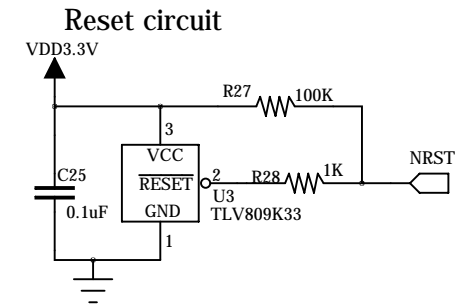 Reset circuit
VDD3.3V
R27
100K
3
VCC
NRST
C25
RESET
2
R28
1K
U3
0.1uF
GND
TLV809K33
1